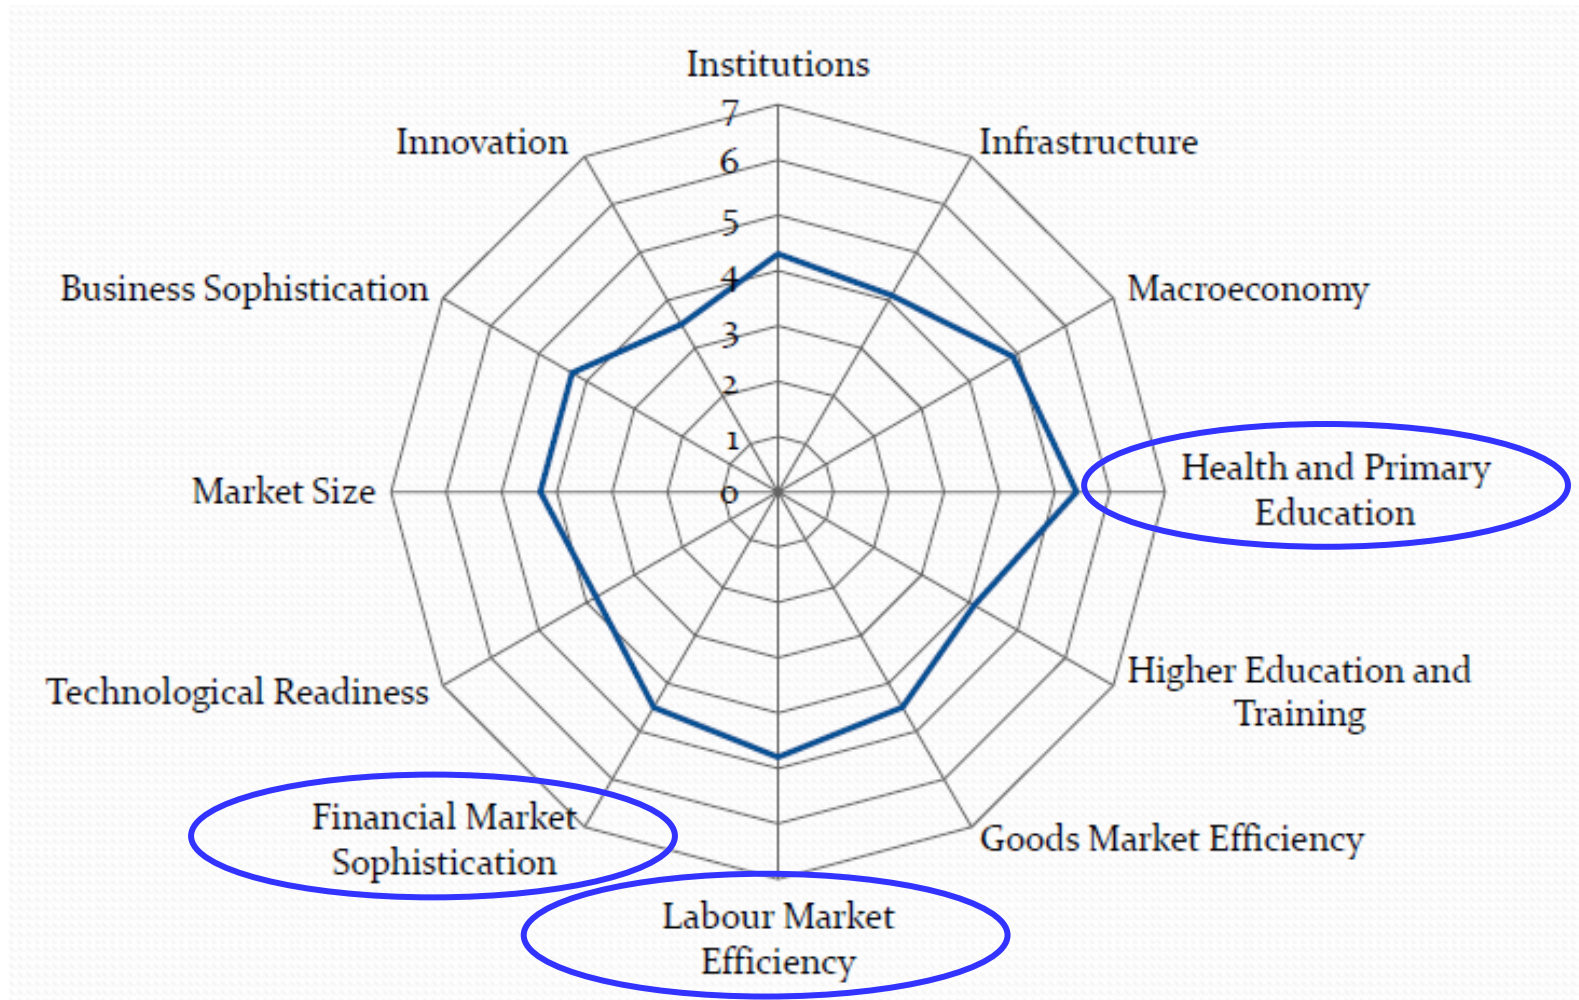 Institutions
7
Innovation
Infrastructure
6
5
4
Business Sophistication
Macroeconomy
3
2
1
Health and Primary
Education
Market Size
0
Technological Readiness
Higher Education and
Training
Financial Market
Sophistication
Goods Market Efficiency
Labour Market
Efficiency